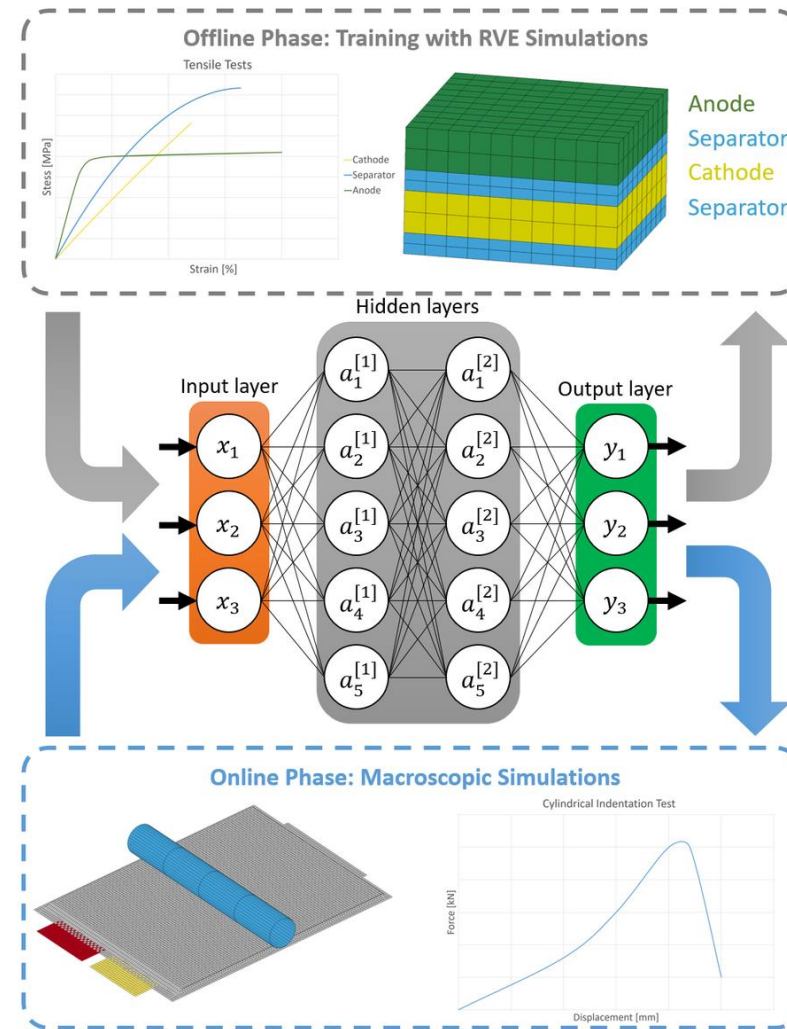 Offline Phase: Training with RVE Simulations
Tensile Tests
Stess [MPa]
Strain [%]
Cathode
Separator
Anode
Anode
Separator
Cathode
Separator
Hidden layers
Input layer
Output layer
x₁
x₂
x₃
a₁^[1]
a₂^[1]
a₃^[1]
a₄^[1]
a₅^[1]
a₁^[2]
a₂^[2]
a₃^[2]
a₄^[2]
a₅^[2]
y₁
y₂
y₃
Online Phase: Macroscopic Simulations
Cylindrical Indentation Test
Force [kN]
Displacement [mm]